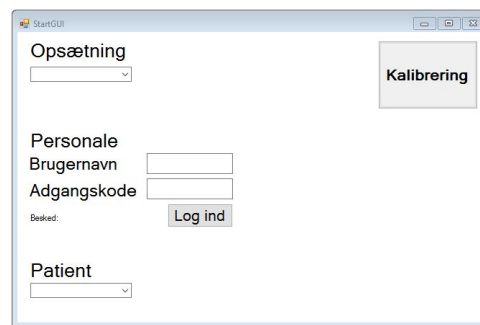 StartGUI
Opsætning
Kalibrering
Personale
Brugernavn
Adgangskode
Besked:
Log ind
Patient